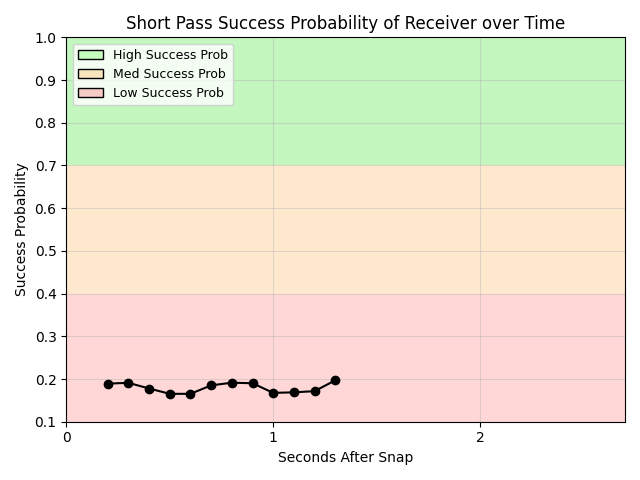 Short Pass Success Probability of Receiver over Time
High Success Prob
Med Success Prob
Low Success Prob
Success Probability
1.0
0.9
0.8
0.7
0.6
0.5
0.4
0.3
0.2
0.1
0
1
2
Seconds After Snap